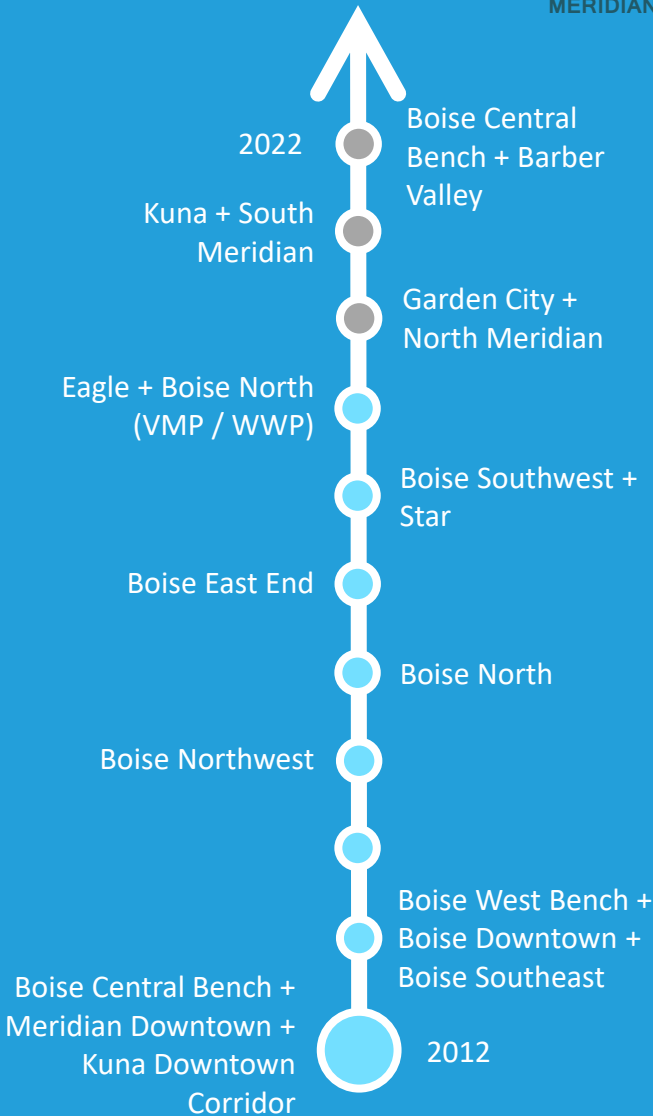 MERIDIAN
2022
Boise Central
Bench + Barber
Valley
Kuna + South
Meridian
Garden City +
North Meridian
Eagle + Boise North
(VMP / WWP)
Boise Southwest +
Star
Boise East End
Boise North
Boise Northwest
Boise West Bench +
Boise Downtown +
Boise Southeast
Boise Central Bench +
Meridian Downtown +
Kuna Downtown
Corridor
2012